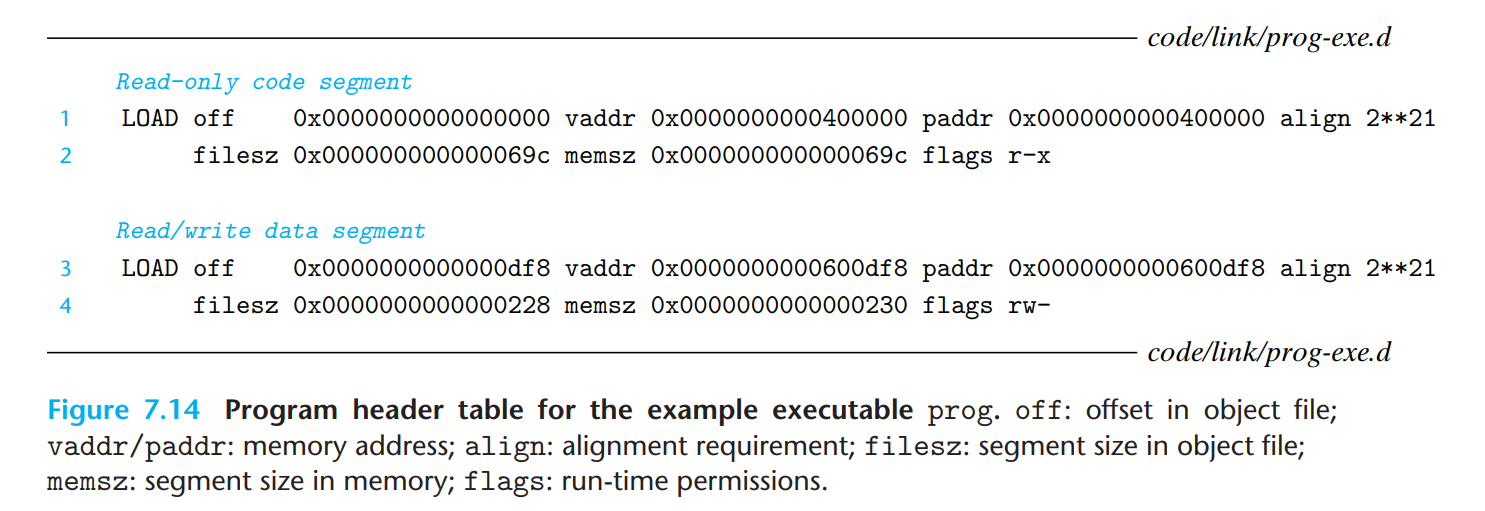 code/link/prog-exe.d
Read-only code segment
1 LOAD off 0x0000000000000000 vaddr 0x0000000000400000 paddr 0x0000000000400000 align 2**21
2 filesz 0x000000000000069c memsz 0x000000000000069c flags r-x
Read/write data segment
3 LOAD off 0x0000000000000df8 vaddr 0x0000000000600df8 paddr 0x0000000000600df8 align 2**21
4 filesz 0x0000000000000228 memsz 0x0000000000000230 flags rw-
code/link/prog-exe.d
Figure 7.14 Program header table for the example executable prog. off: offset in object file;
vaddr/paddr: memory address; align: alignment requirement; filesz: segment size in object file;
memsz: segment size in memory; flags: run-time permissions.